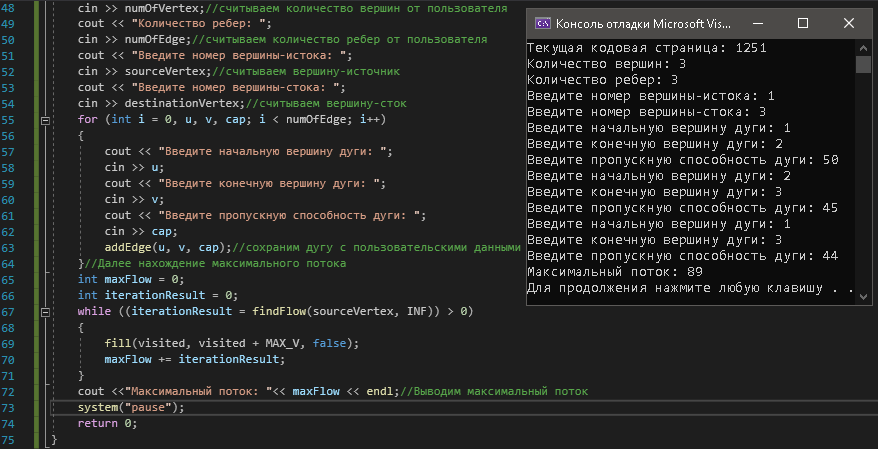 48 cin >> numOfVertex;//считываем количество вершин от пользователя
49 cout << "Количество ребер: ";
50 cin >> numOfEdge;//считываем количество ребер от пользователя
51 cout << "Введите номер вершины-истока: ";
52 cin >> sourceVertex;//считываем вершину-источник
53 cout << "Введите номер вершины-стока: ";
54 cin >> destinationVertex;//считываем вершину-сток
55 for (int i = 0, u, v, cap; i < numOfEdge; i++)
56 {
57 cout << "Введите начальную вершину дуги: ";
58 cin >> u;
59 cout << "Введите конечную вершину дуги: ";
60 cin >> v;
61 cout << "Введите пропускную способность дуги: ";
62 cin >> cap;
63 addEdge(u, v, cap);//сохраним дугу с пользовательскими данными
64 }//Далее нахождение максимального потока
65 int maxFlow = 0;
66 int iterationResult = 0;
67 while ((iterationResult = findFlow(sourceVertex, INF)) > 0)
68 {
69 fill(visited, visited + MAX_V, false);
70 maxFlow += iterationResult;
71 }
72 cout <<"Максимальный поток: "<< maxFlow << endl;//Выводим максимальный поток
73 system("pause");
74 return 0;
75 }
Консоль отладки Microsoft Vis...
Текущая кодовая страница: 1251
Количество вершин: 3
Количество ребер: 3
Введите номер вершины-истока: 1
Введите номер вершины-стока: 3
Введите начальную вершину дуги: 1
Введите конечную вершину дуги: 2
Введите пропускную способность дуги: 50
Введите начальную вершину дуги: 2
Введите конечную вершину дуги: 3
Введите пропускную способность дуги: 45
Введите начальную вершину дуги: 1
Введите конечную вершину дуги: 3
Введите пропускную способность дуги: 44
Максимальный поток: 89
Для продолжения нажмите любую клавишу . .